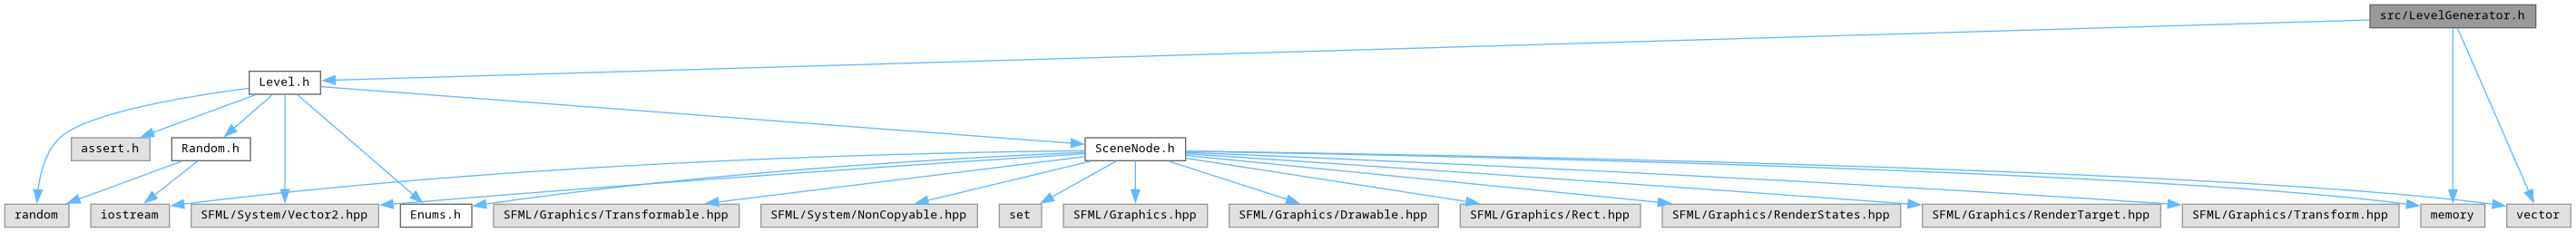 src/LevelGenerator.h
Level.h
assert.h
Random.h
SceneNode.h
random
iostream
SFML/System/Vector2.hpp
Enums.h
SFML/Graphics/Transformable.hpp
SFML/System/NonCopyable.hpp
set
SFML/Graphics.hpp
SFML/Graphics/Drawable.hpp
SFML/Graphics/Rect.hpp
SFML/Graphics/RenderStates.hpp
SFML/Graphics/RenderTarget.hpp
SFML/Graphics/Transform.hpp
memory
vector